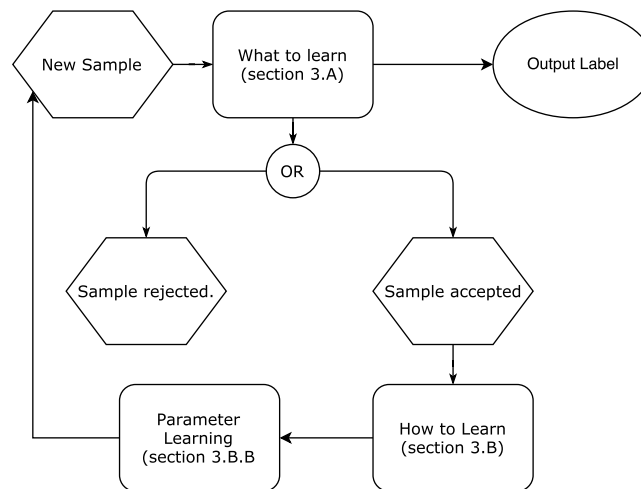 New Sample
What to learn
(section 3.A)
Output Label
OR
Sample rejected.
Sample accepted
Parameter
Learning
(section 3.B.B
How to Learn
(section 3.B)